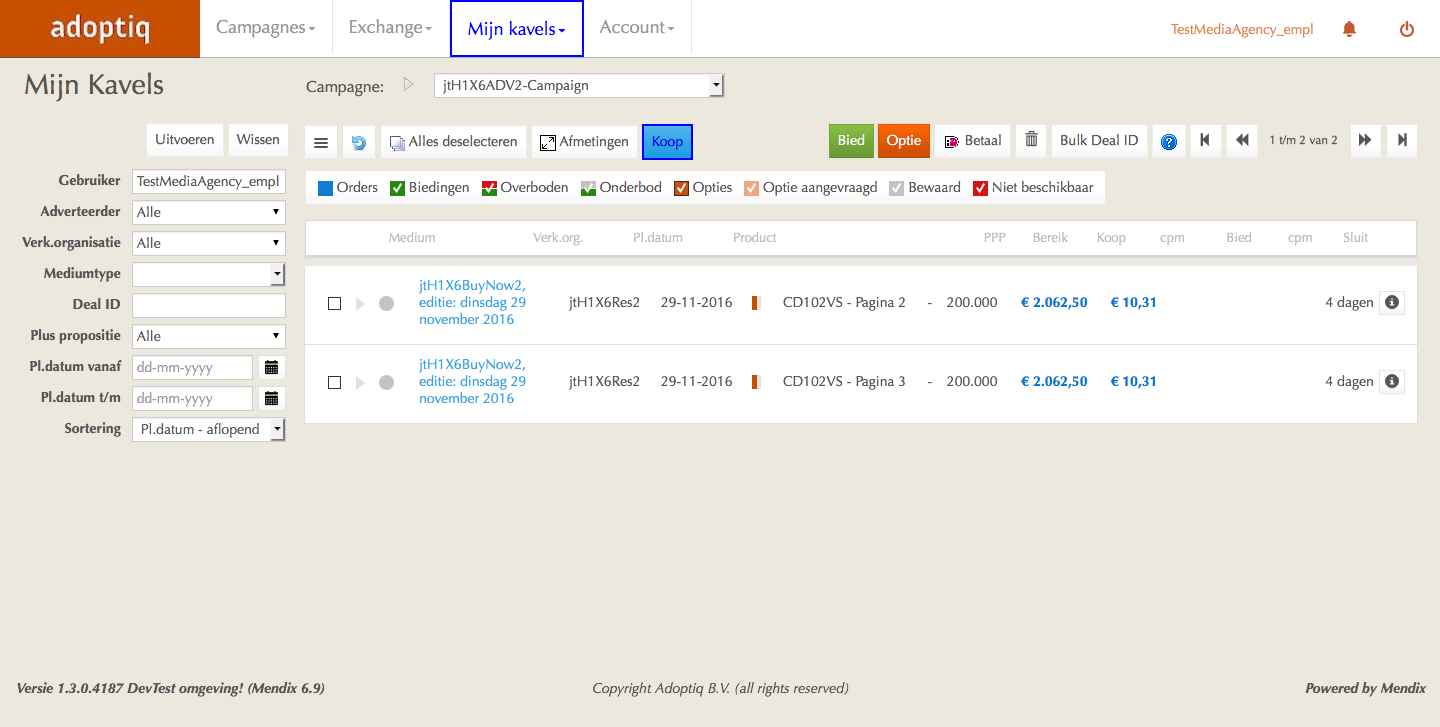 adoptiq
Campagnes
Exchange
Mijn kavels
Account
TestMediaAgency_empl
Mijn Kavels
Campagne:
jtH1X6ADV2-Campaign
Uitvoeren
Wissen
Alles deselecteren
Afmetingen
Koop
Bied
Optie
Betaal
Bulk Deal ID
1 t/m 2 van 2
Gebruiker TestMediaAgency_empl
Adverteerder Alle
Verk.organisatie Alle
Mediumtype
Deal ID
Plus propositie Alle
Pl.datum vanaf dd-mm-yyyy
Pl.datum t/m dd-mm-yyyy
Sortering Pl.datum - aflopend
Orders Biedingen Overboden Onderbod Opties Optie aangevraagd Bewaard Niet beschikbaar
Medium Verk.org. Pl.datum Product PPP Bereik Koop cpm Bied cpm Sluit
jtH1X6BuyNow2,
editie: dinsdag 29
november 2016
jtH1X6Res2 29-11-2016 CD102VS - Pagina 2 - 200.000 € 2.062,50 € 10,31 4 dagen
jtH1X6BuyNow2,
editie: dinsdag 29
november 2016
jtH1X6Res2 29-11-2016 CD102VS - Pagina 3 - 200.000 € 2.062,50 € 10,31 4 dagen
Versie 1.3.0.4187 DevTest omgeving! (Mendix 6.9)
Copyright Adoptiq B.V. (all rights reserved)
Powered by Mendix